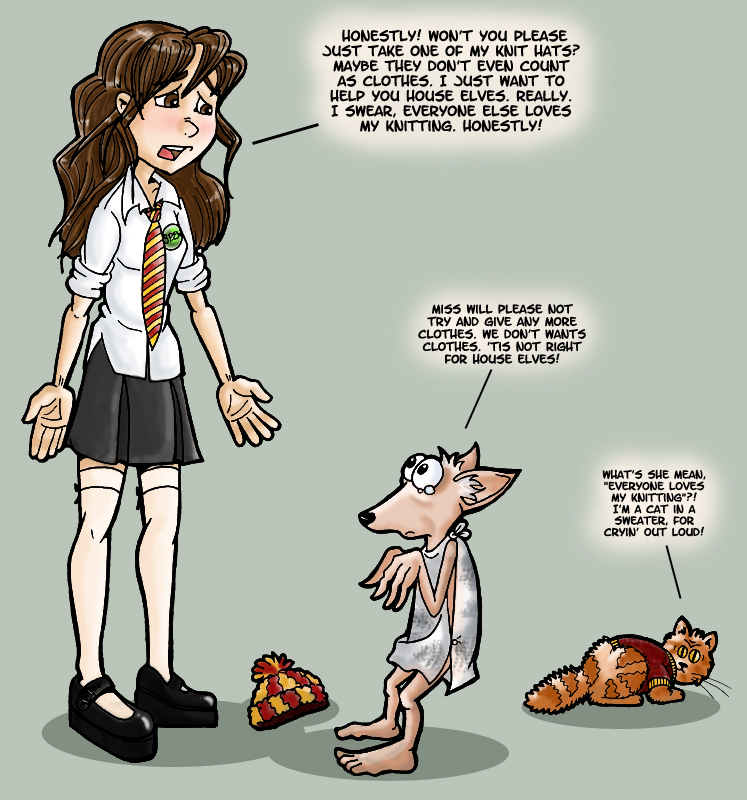 HONESTLY! WON'T YOU PLEASE
JUST TAKE ONE OF MY KNIT HATS?
MAYBE THEY DON'T EVEN COUNT
AS CLOTHES. I JUST WANT TO
HELP YOU HOUSE ELVES. REALLY.
I SWEAR, EVERYONE ELSE LOVES
MY KNITTING. HONESTLY!
MISS WILL PLEASE NOT
TRY AND GIVE ANY MORE
CLOTHES. WE DON'T WANTS
CLOTHES. 'TIS NOT RIGHT
FOR HOUSE ELVES!
WHAT'S SHE MEAN,
"EVERYONE LOVES
MY KNITTING"?!
I'M A CAT IN A
SWEATER, FOR
CRYIN' OUT LOUD!